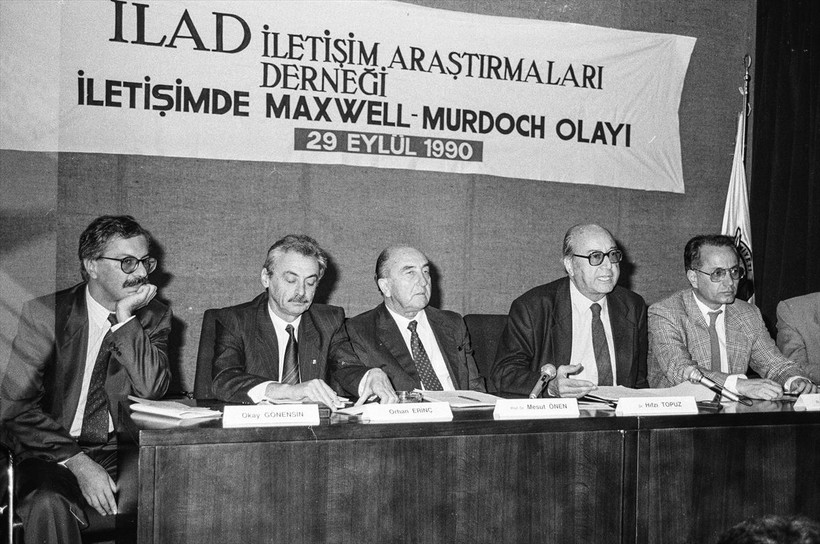 İLAD İLETİŞİM ARAŞTIRMALARI
DERNEĞİ
İLETİŞİMDE MAXWELL-MURDOCH OLAYI
29 EYLÜL 1990
Okay GÖNENSİN
Orhan ERİNÇ
Mesut ÖNEN
Hıfzı TOPUZ